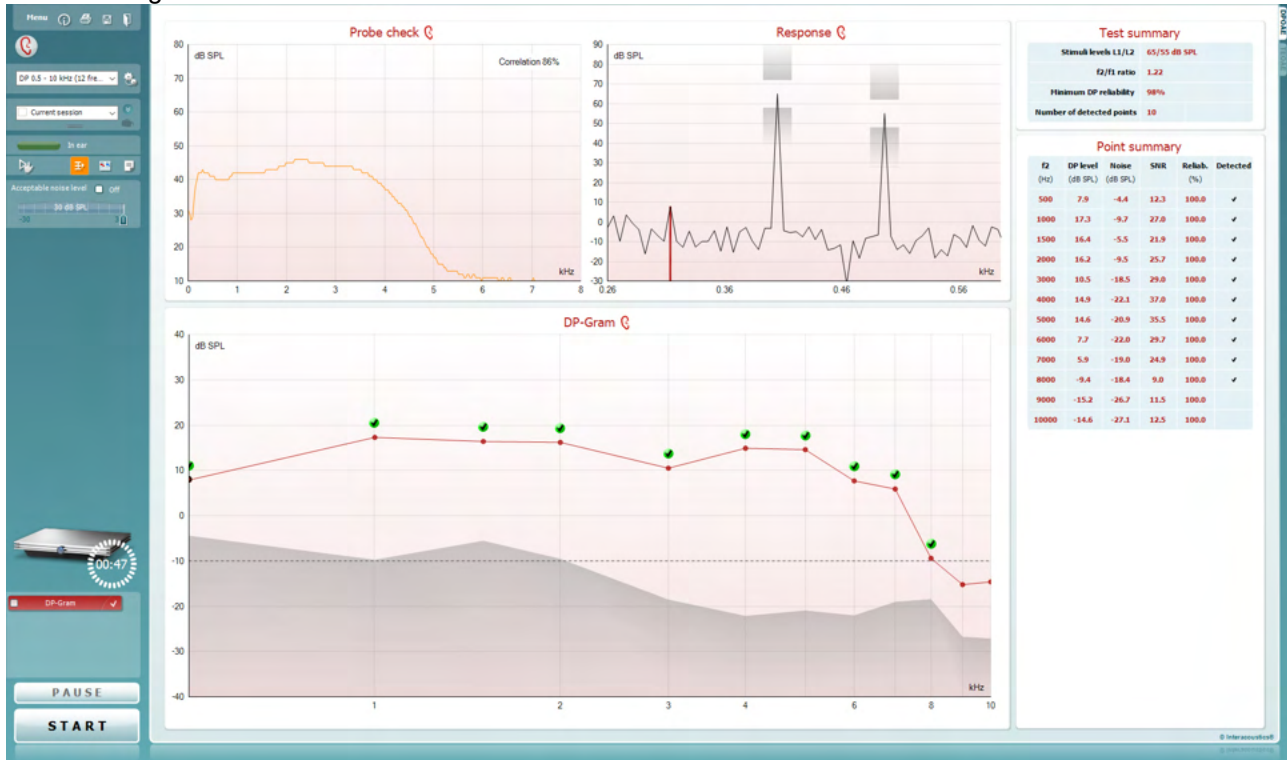 Menu
DP 0.5 - 10 kHz (12 fre...
Current session
In ear
Acceptable noise level Off
30 dB SPL
-30
00:47
DP-Gram
PAUSE
START
Probe check
80
dB SPL
Correlation 86%
70
60
50
40
30
20
10
kHz
0 1 2 3 4 5 6 7 8
Response
90
dB SPL
80
70
60
50
40
30
20
10
0
-10
-20
-30
kHz
0.26 0.36 0.46 0.56
DP-Gram
40
dB SPL
30
20
10
0
-10
-20
-30
-40
kHz
1 2 3 4 6 8 10
Test summary
Stimuli levels L1/L2 65/55 dB SPL
f2/f1 ratio 1.22
Minimum DP reliability 98%
Number of detected points 10
Point summary
f2 DP level Noise SNR Reliab. Detected
(Hz) (dB SPL) (dB SPL) (%)
500 7.9 -4.4 12.3 100.0
1000 17.3 -9.7 27.0 100.0
1500 16.4 -5.5 21.9 100.0
2000 16.2 -9.5 25.7 100.0
3000 10.5 -18.5 29.0 100.0
4000 14.9 -22.1 37.0 100.0
5000 14.6 -20.9 35.5 100.0
6000 7.7 -22.0 29.7 100.0
7000 5.9 -19.0 24.9 100.0
8000 -9.4 -18.4 9.0 100.0
9000 -15.2 -26.7 11.5 100.0
10000 -14.6 -27.1 12.5 100.0
© Interacoustics®